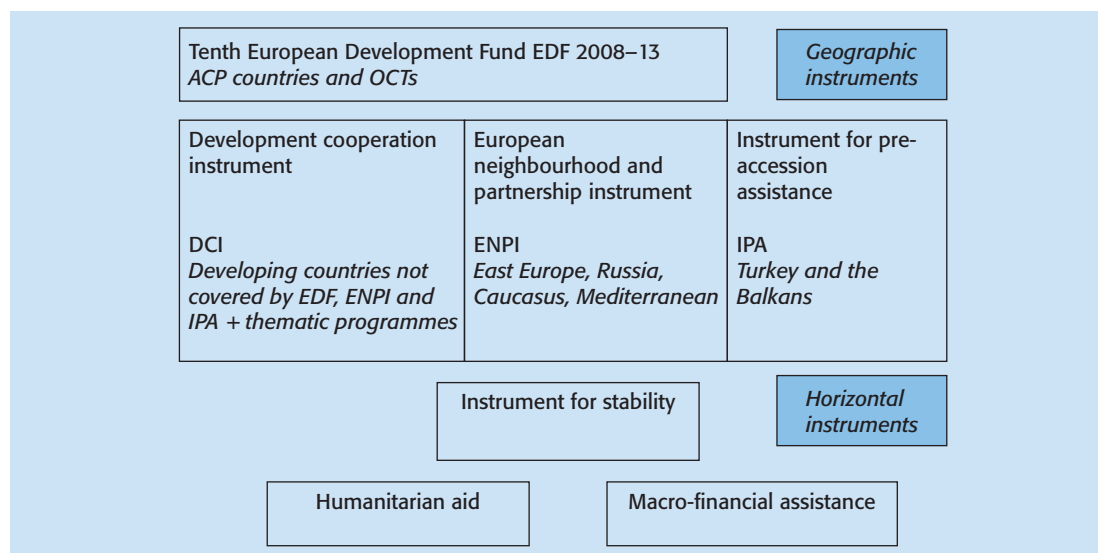 Tenth European Development Fund EDF 2008–13
ACP countries and OCTs
Geographic
instruments
Development cooperation
instrument
DCI
Developing countries not
covered by EDF, ENPI and
IPA + thematic programmes
European
neighbourhood and
partnership instrument
ENPI
East Europe, Russia,
Caucasus, Mediterranean
Instrument for pre-
accession
assistance
IPA
Turkey and the
Balkans
Instrument for stability
Horizontal
instruments
Humanitarian aid
Macro-financial assistance